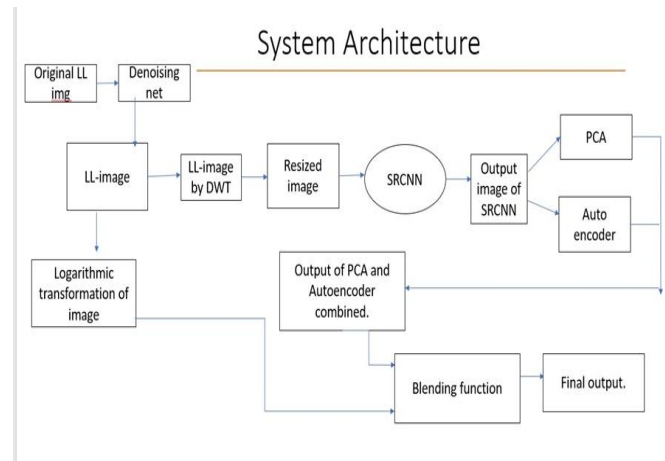 System Architecture
Original LL
img
Denoising
net
LL-image
LL-image
by DWT
Resized
image
SRCNN
Output
image of
SRCNN
PCA
Auto
encoder
Logarithmic
transformation of
image
Output of PCA and
Autoencoder
combined.
Blending function
Final output.